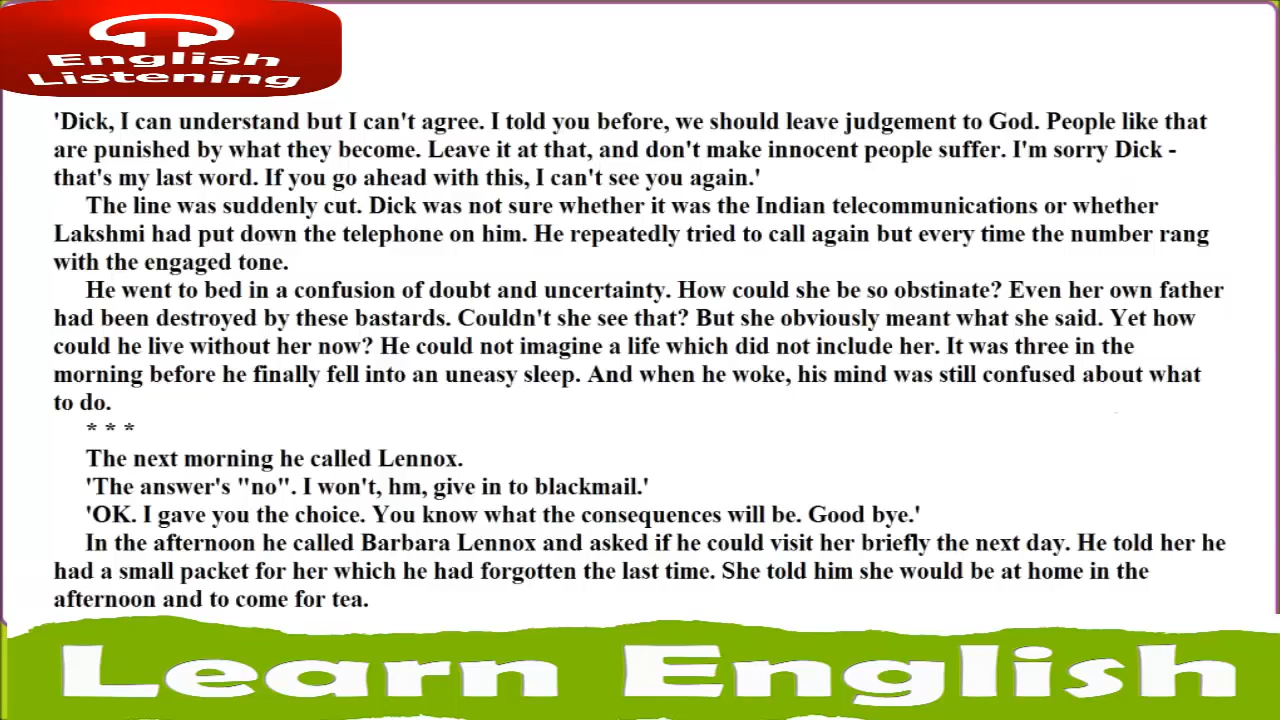 English
Listening
'Dick, I can understand but I can't agree. I told you before, we should leave judgement to God. People like that
are punished by what they become. Leave it at that, and don't make innocent people suffer. I'm sorry Dick -
that's my last word. If you go ahead with this, I can't see you again.'
The line was suddenly cut. Dick was not sure whether it was the Indian telecommunications or whether
Lakshmi had put down the telephone on him. He repeatedly tried to call again but every time the number rang
with the engaged tone.
He went to bed in a confusion of doubt and uncertainty. How could she be so obstinate? Even her own father
had been destroyed by these bastards. Couldn't she see that? But she obviously meant what she said. Yet how
could he live without her now? He could not imagine a life which did not include her. It was three in the
morning before he finally fell into an uneasy sleep. And when he woke, his mind was still confused about what
to do.
* * *
The next morning he called Lennox.
'The answer's "no". I won't, hm, give in to blackmail.'
'OK. I gave you the choice. You know what the consequences will be. Good bye.'
In the afternoon he called Barbara Lennox and asked if he could visit her briefly the next day. He told her he
had a small packet for her which he had forgotten the last time. She told him she would be at home in the
afternoon and to come for tea.
Learn English